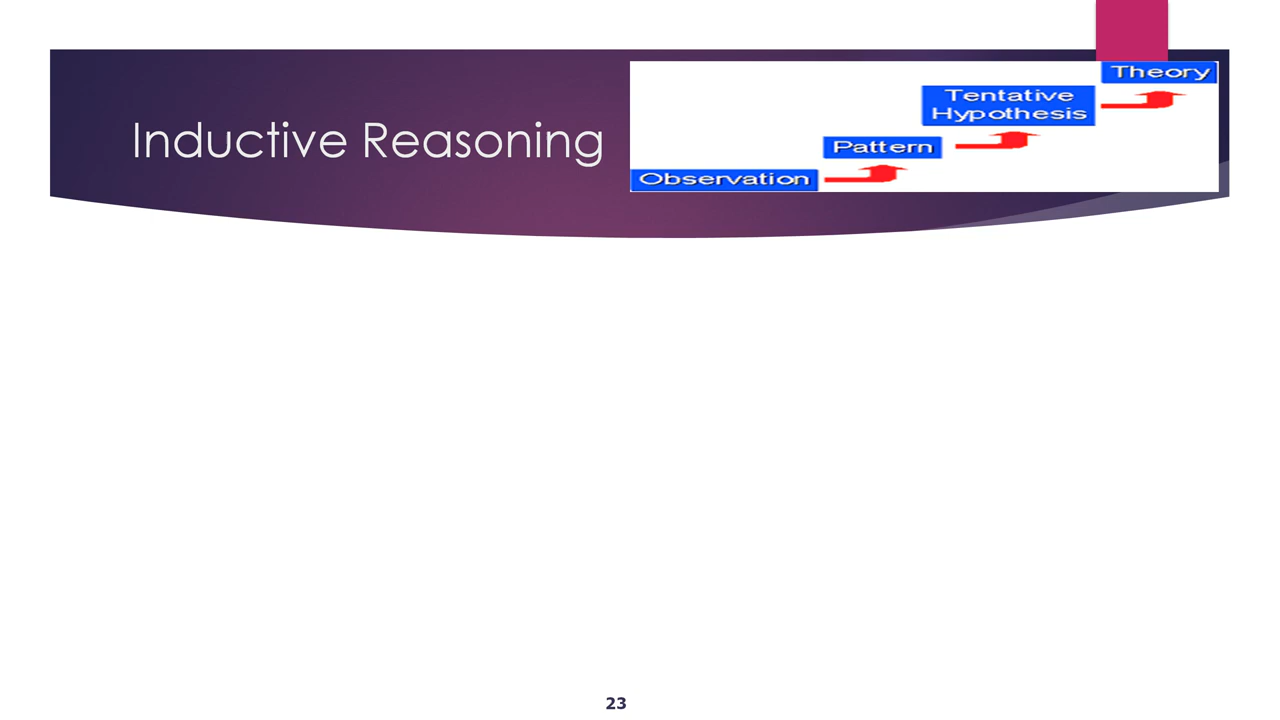 Inductive Reasoning
Theory
Tentative
Hypothesis
Pattern
Observation
23